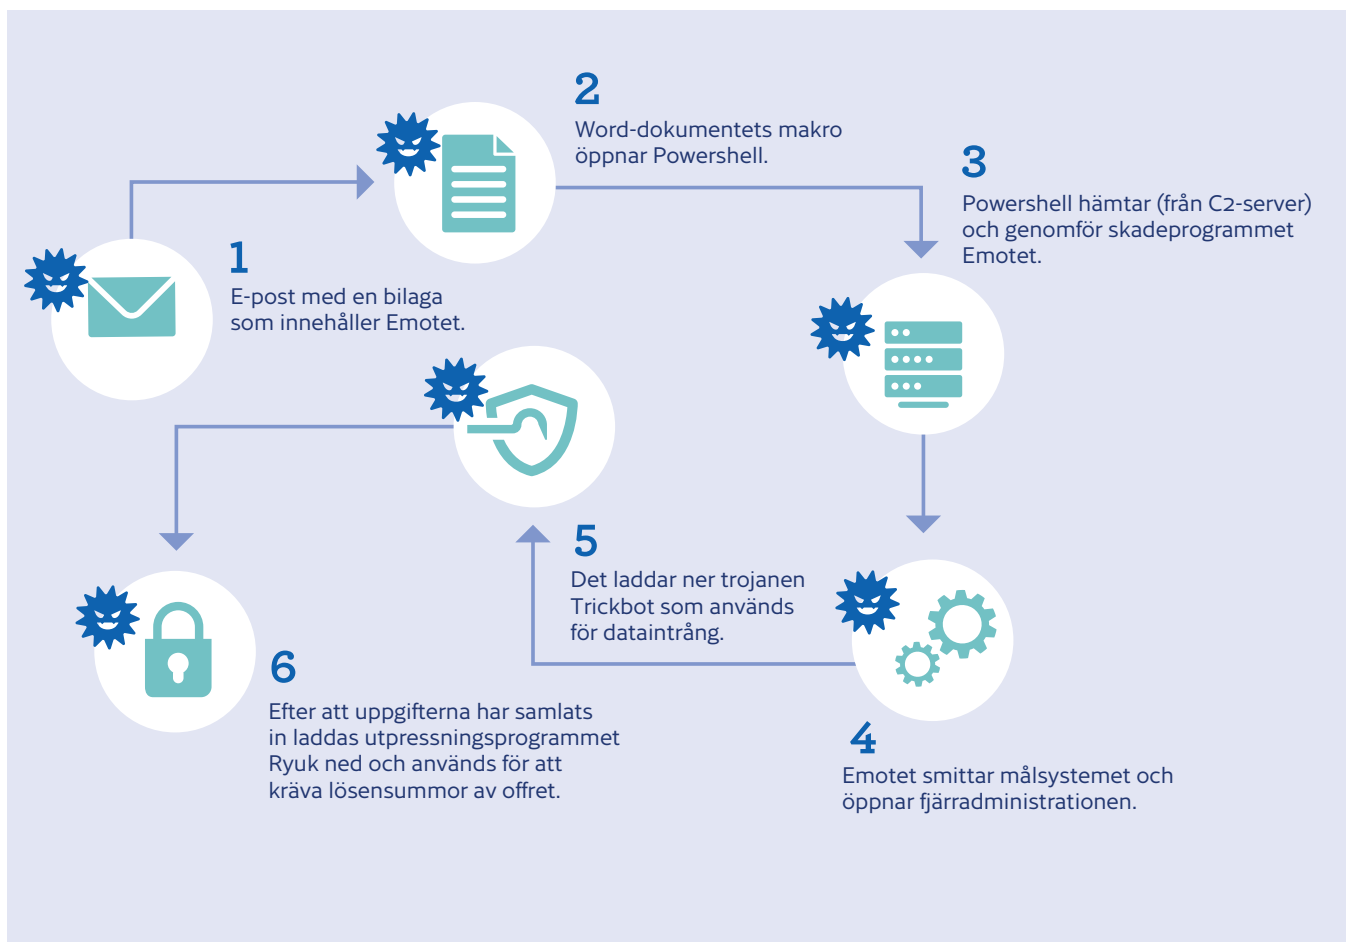 1
E-post med en bilaga
som innehåller Emotet.
2
Word-dokumentets makro
öppnar Powershell.
3
Powershell hämtar (från C2-server)
och genomför skadeprogrammet
Emotet.
4
Emotet smittar målsystemet och
öppnar fjärradministrationen.
5
Det laddar ner trojanen
Trickbot som används
för dataintrång.
6
Efter att uppgifterna har samlats
in laddas utpressningsprogrammet
Ryuk ned och används för att
kräva lösensummor av offret.